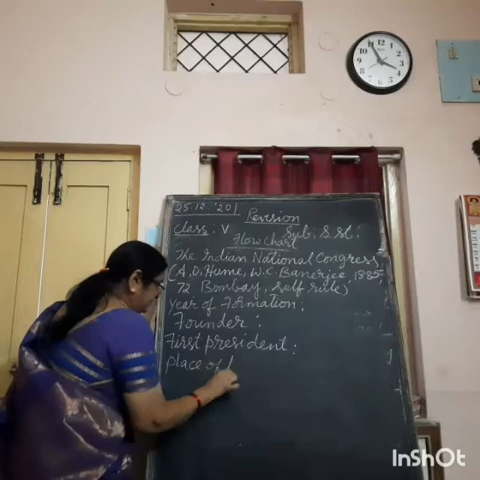 25.12.'20
Revision
Class: V Sub: S.St.
Flow chart
The Indian National Congress
(A.O. Hume, W.C. Banerjee 1885,
72 Bombay, self rule)
Year of Formation:
Founder:
First president:
Place of
InShOt